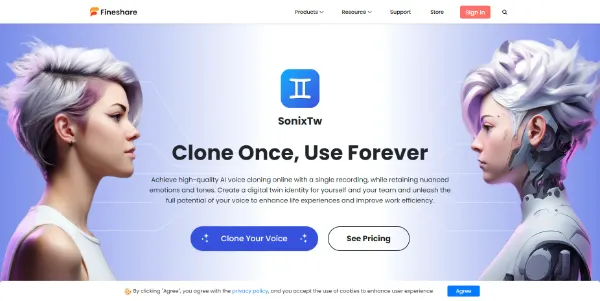 Fineshare
Products Resource Support Store Sign In
SonixTw
Clone Once, Use Forever
Achieve high-quality AI voice cloning online with a single recording, while retaining nuanced
emotions and tones. Create a digital twin identity for yourself and your team and unleash the
full potential of your voice to enhance life experiences and improve work efficiency.
Clone Your Voice See Pricing
By clicking "Agree", you agree with the privacy policy, and you accept the use of cookies to enhance user experience. Agree